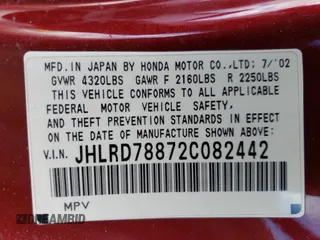 MFD.IN JAPAN BY HONDA MOTOR CO.,LTD; 7/'02
GVWR 4320LBS GAWR F 2160LBS R 2250LBS
THIS VEHICLE CONFORMS TO ALL APPLICABLE
FEDERAL MOTOR VEHICLE SAFETY,
AND THEFT PREVENTION STANDARDS IN EFFECT
ON THE DATE OF MANUFACTURE SHOWN ABOVE.
V.I.N. JHLRD78872C082442
MPV
DREAMBID